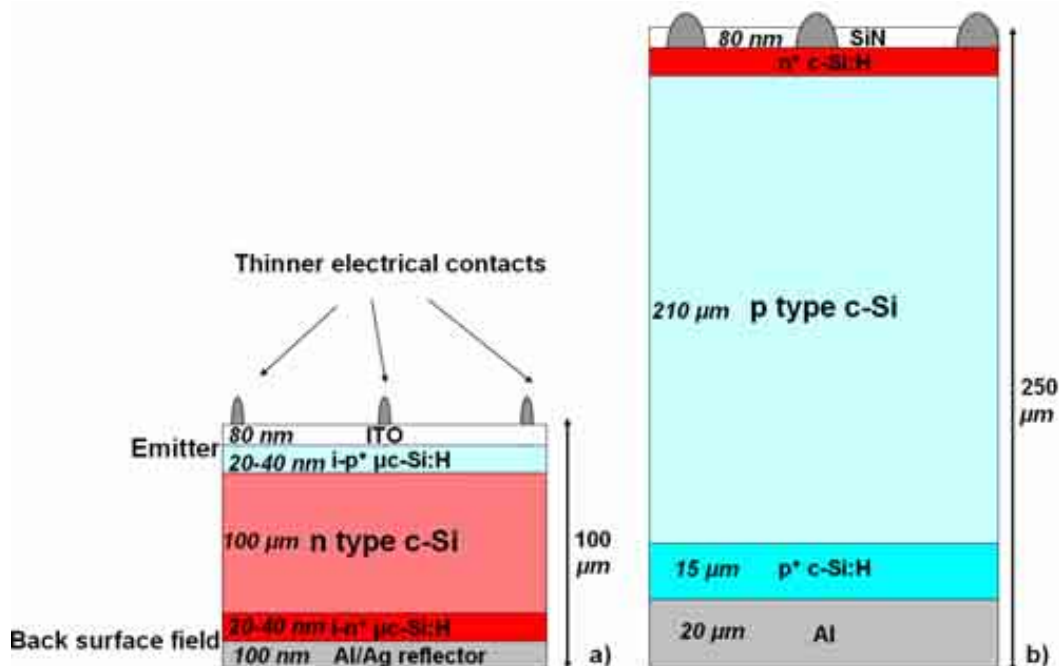 Thinner electrical contacts
Emitter
80 nm ITO
20-40 nm i-p⁺ µc-Si:H
100 µm n type c-Si
20-40 nm i-n⁺ µc-Si:H
Back surface field
100 nm Al/Ag reflector
100
µm
a)
80 nm SiN
n⁺ c-Si:H
210 µm p type c-Si
15 µm p⁺ c-Si:H
20 µm Al
250
µm
b)